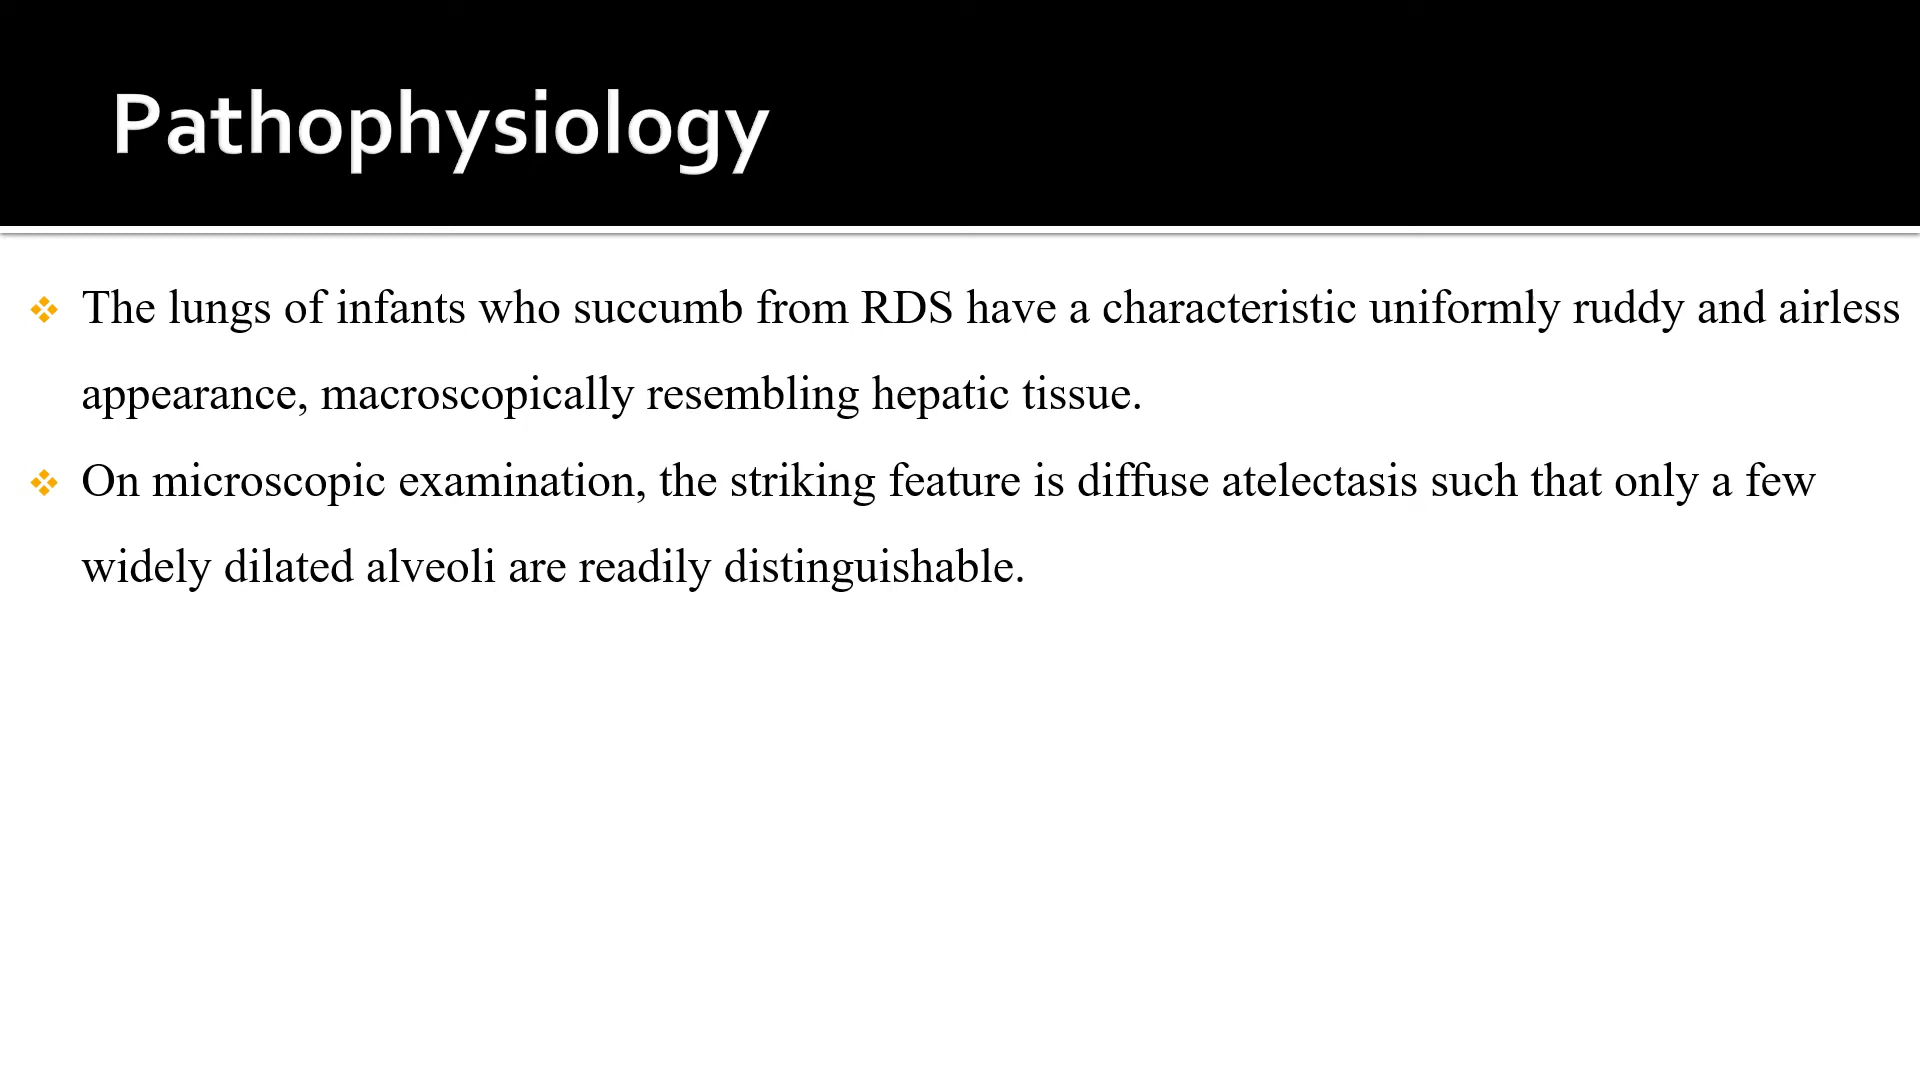 Pathophysiology
The lungs of infants who succumb from RDS have a characteristic uniformly ruddy and airless
appearance, macroscopically resembling hepatic tissue.
On microscopic examination, the striking feature is diffuse atelectasis such that only a few
widely dilated alveoli are readily distinguishable.